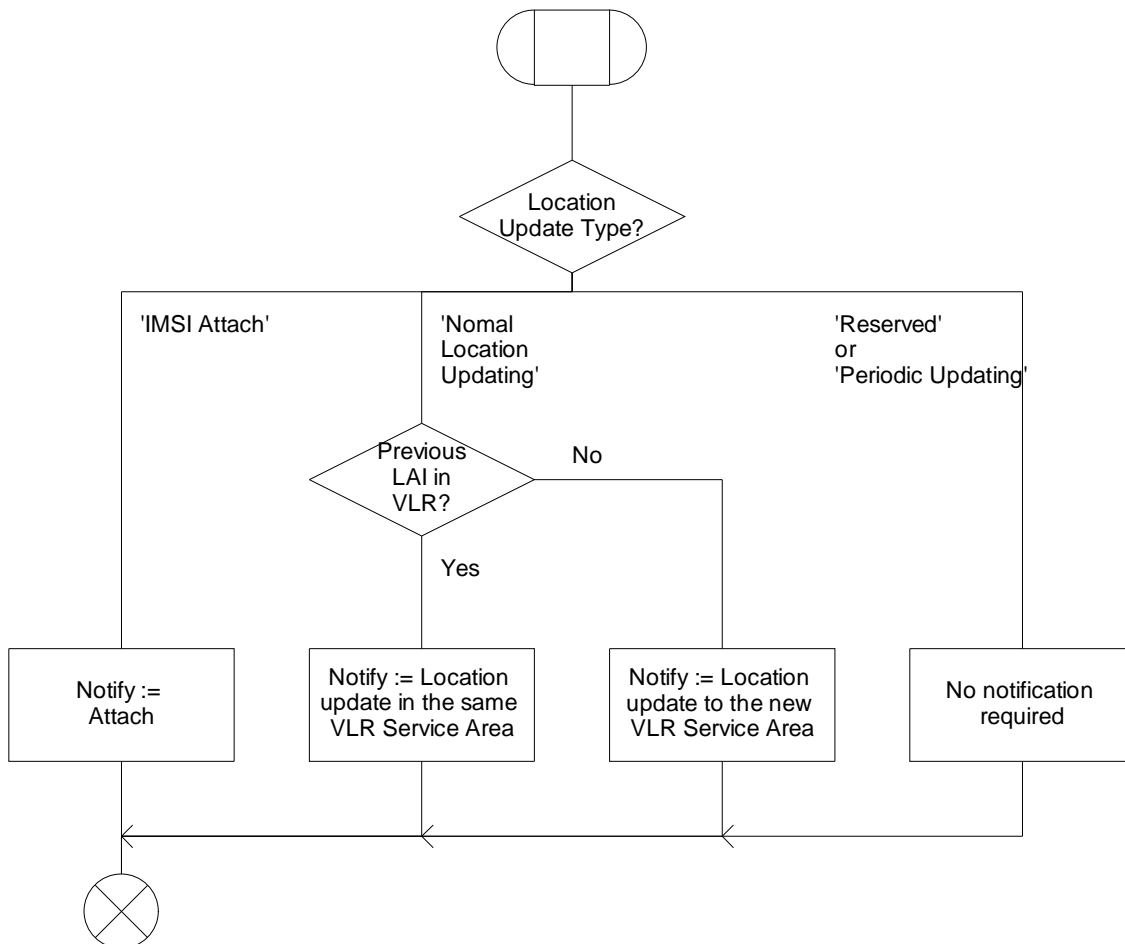 Location
Update Type?
'IMSI Attach'
'Nomal
Location
Updating'
'Reserved'
or
'Periodic Updating'
Previous
LAI in
VLR?
No
Yes
Notify :=
Attach
Notify := Location
update in the same
VLR Service Area
Notify := Location
update to the new
VLR Service Area
No notification
required